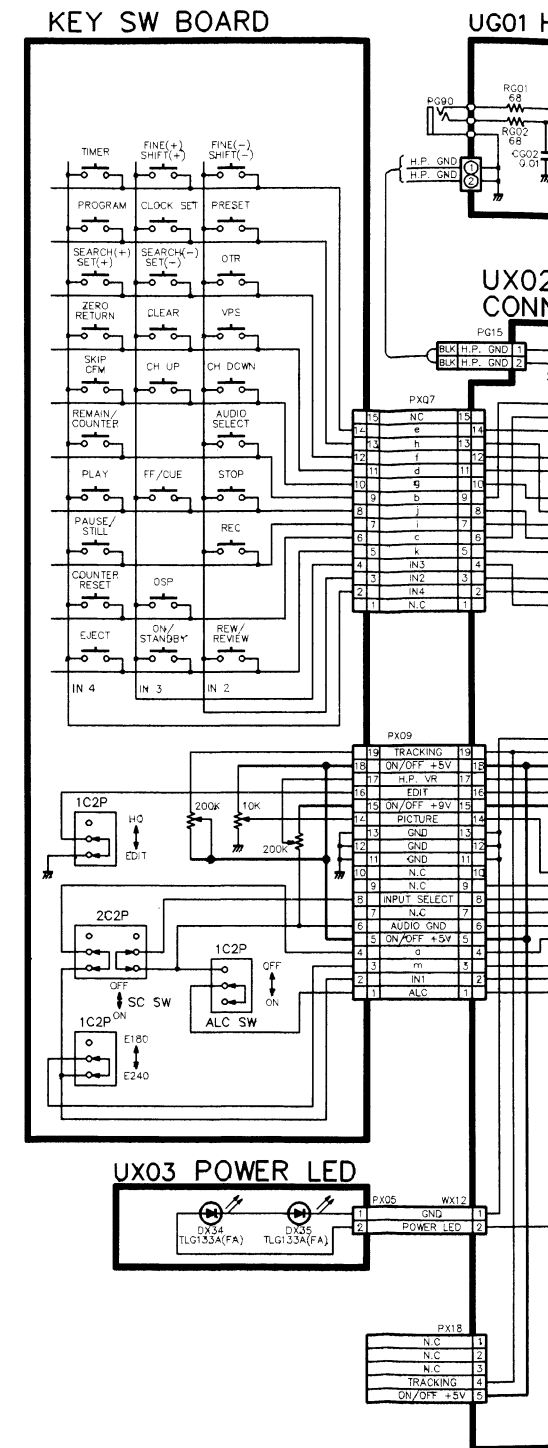 KEY SW BOARD
UG01 H
PG90
RG01
68
RG02
68
CG02
0.01
H.P. GND 1
H.P. GND 2
TIMER
FINE(+)
SHIFT(+)
FINE(-)
SHIFT(-)
PROGRAM
CLOCK SET
PRESET
SEARCH(+)
SET(+)
SEARCH(-)
SET(-)
OTR
ZERO
RETURN
CLEAR
VPS
SKIP
CFM
CH UP
CH DOWN
REMAIN/
COUNTER
AUDIO
SELECT
PLAY
FF/CUE
STOP
PAUSE/
STILL
REC
COUNTER
RESET
OSP
EJECT
ON/
STANDBY
REW/
REVIEW
IN 4
IN 3
IN 2
UX02
CONN
PG15
BLK H.P. GND 1
BLK H.P. GND 2
PXQ7
15 NC 15
14 e 14
13 h 13
12 f 12
11 d 11
10 g 10
9 b 9
8 j 8
7 i 7
6 c 6
5 k 5
4 IN3 4
3 IN2 3
2 IN4 2
1 N.C 1
PX09
19 TRACKING 19
18 ON/OFF +5V 18
17 H.P. VR 17
16 EDIT 16
15 ON/OFF +9V 15
14 PICTURE 14
13 GND 13
12 GND 12
11 GND 11
10 N.C 10
9 N.C 9
8 INPUT SELECT 8
7 N.C 7
6 AUDIO GND 6
5 ON/OFF +5V 5
4 a 4
3 m 3
2 IN1 2
1 ALC 1
1C2P
HQ
EDIT
200K
10K
200K
2C2P
OFF
ON
SC SW
1C2P
OFF
ON
ALC SW
1C2P
E180
E240
UX03 POWER LED
DX34
TLG133A(FA)
DX35
TLG133A(FA)
PX05
WX12
1 GND 1
2 POWER LED 2
PX18
N.C 1
N.C 2
N.C 3
TRACKING 4
ON/OFF +5V 5